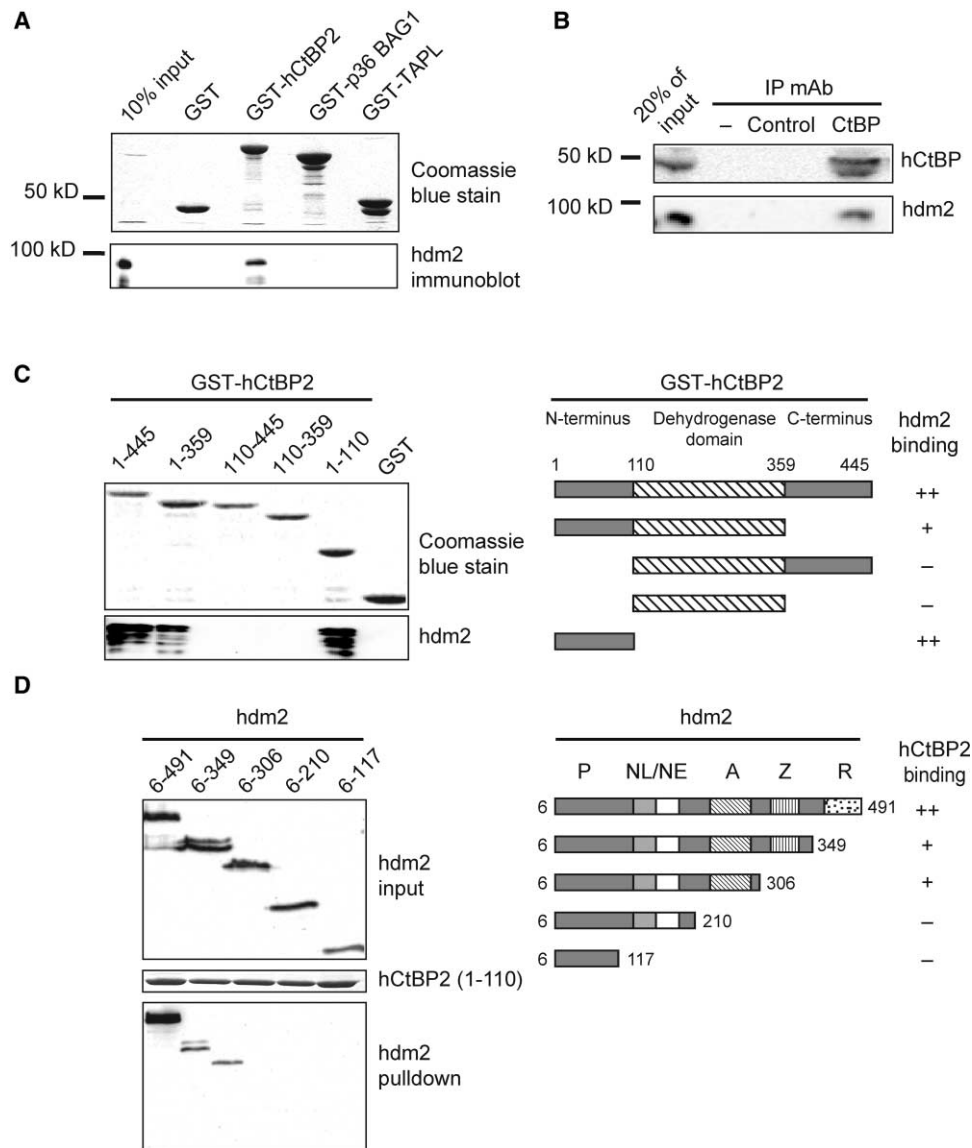 A
10% input
GST
GST-hCtBP2
GST-p36 BAG1
GST-TAPL
50 kD
Coomassie
blue stain
100 kD
hdm2
immunoblot
B
20% of
input
IP mAb
–
Control
CtBP
50 kD
hCtBP
100 kD
hdm2
C
GST-hCtBP2
1-445
1-359
110-445
110-359
1-110
GST
Coomassie
blue stain
hdm2
GST-hCtBP2
N-terminus
Dehydrogenase
domain
C-terminus
hdm2
binding
1
110
359
445
++
+
–
–
++
D
hdm2
6-491
6-349
6-306
6-210
6-117
hdm2
input
hCtBP2 (1-110)
hdm2
pulldown
hdm2
P
NL/NE
A
Z
R
hCtBP2
binding
6
491
++
6
349
+
6
306
+
6
210
–
6
117
–